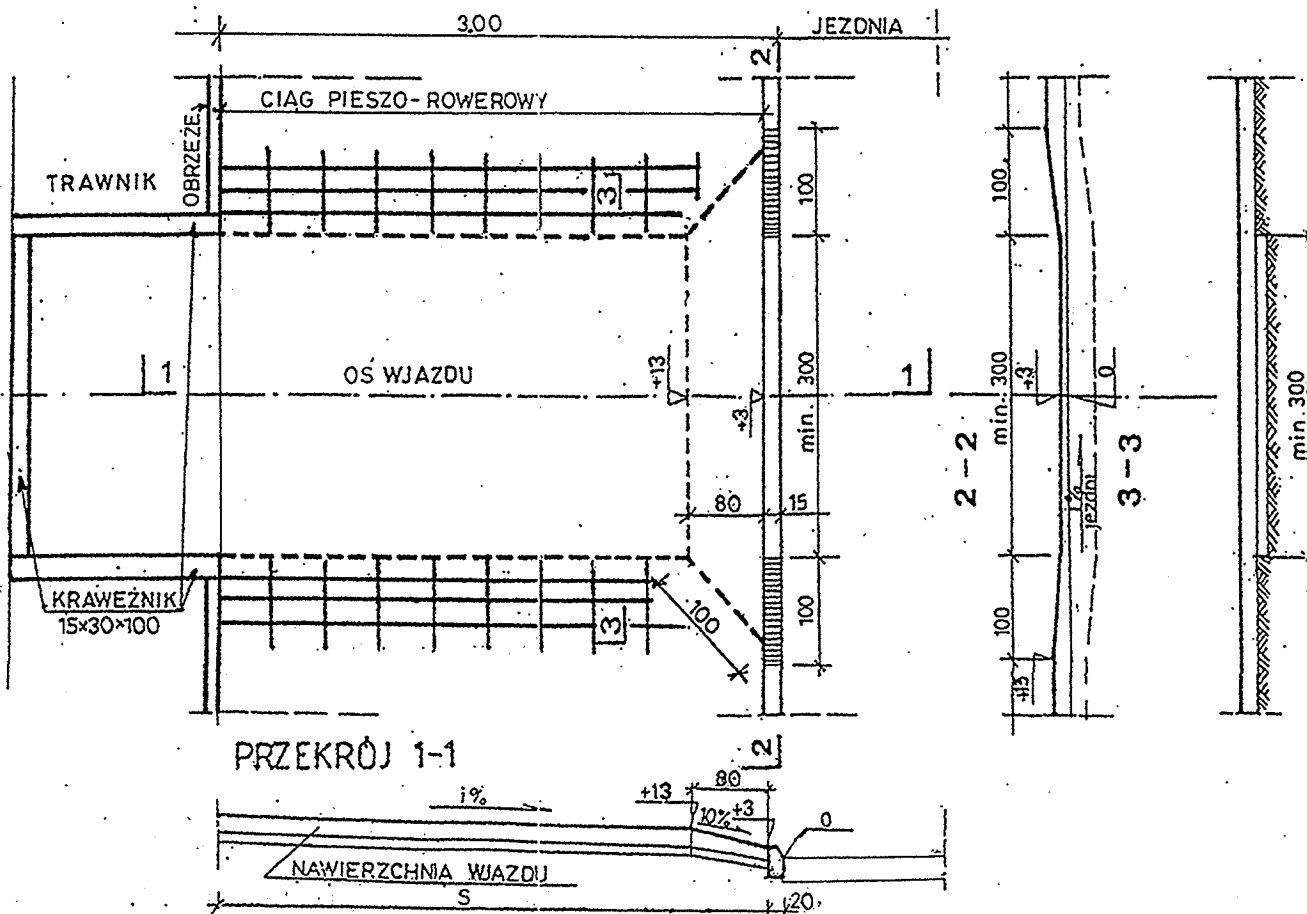 3.00
JEZDNIA
2
CIĄG PIESZO-ROWEROWY
OBRZEŻE
TRAWNIK
3
100
100
1
OŚ WJAZDU
+13
+3
min. 300
1
2-2
min. 300
+3
0
i%
jezdni
3-3
min. 300
80
15
KRAWĘŻNIK
15×30×100
3
100
100
100
+13
PRZEKRÓJ 1-1
2
80
i%
+13
10%
+3
0
NAWIERZCHNIA WJAZDU
S
20